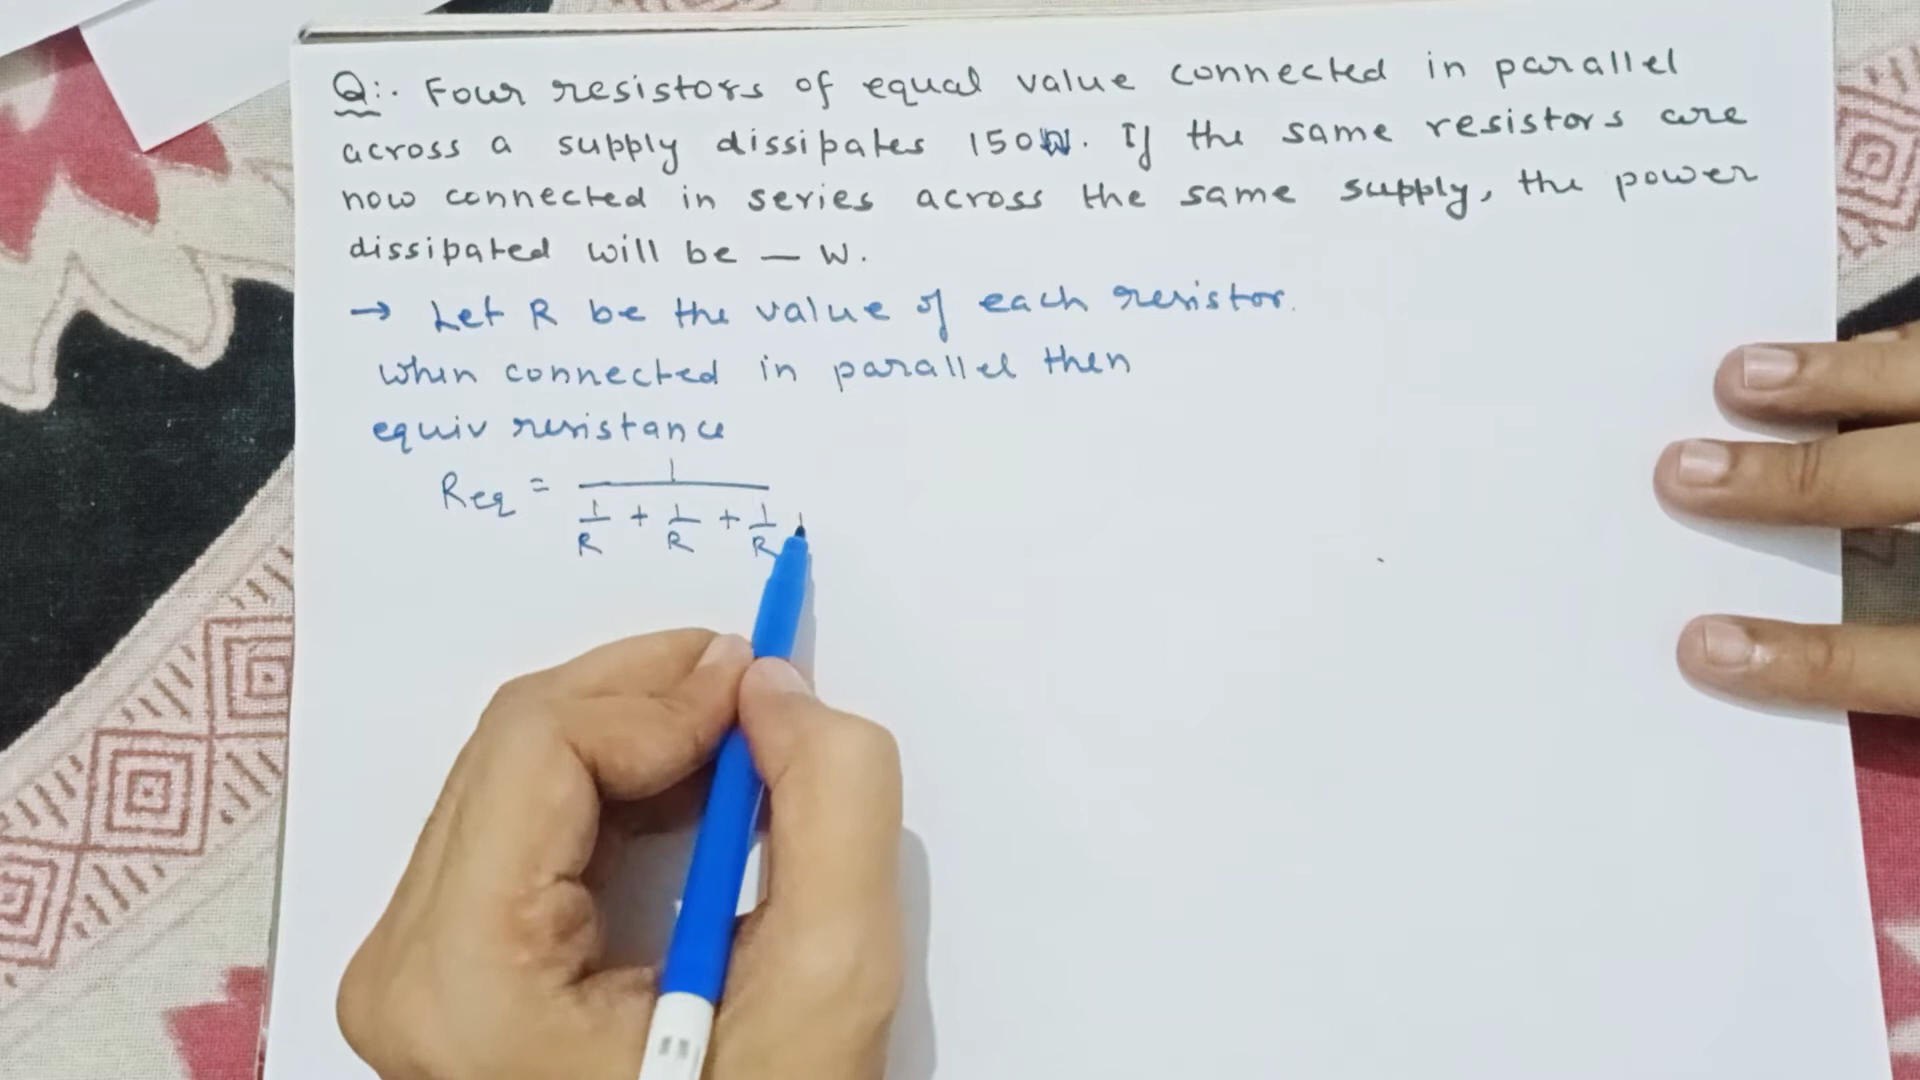 Q:. Four resistors of equal value connected in parallel
across a supply dissipates 150W. If the same resistors are
now connected in series across the same supply, the power
dissipated will be — W.
→ Let R be the value of each resistor.
when connected in parallel then
equiv resistance
Req = 1
1/R + 1/R + 1/R